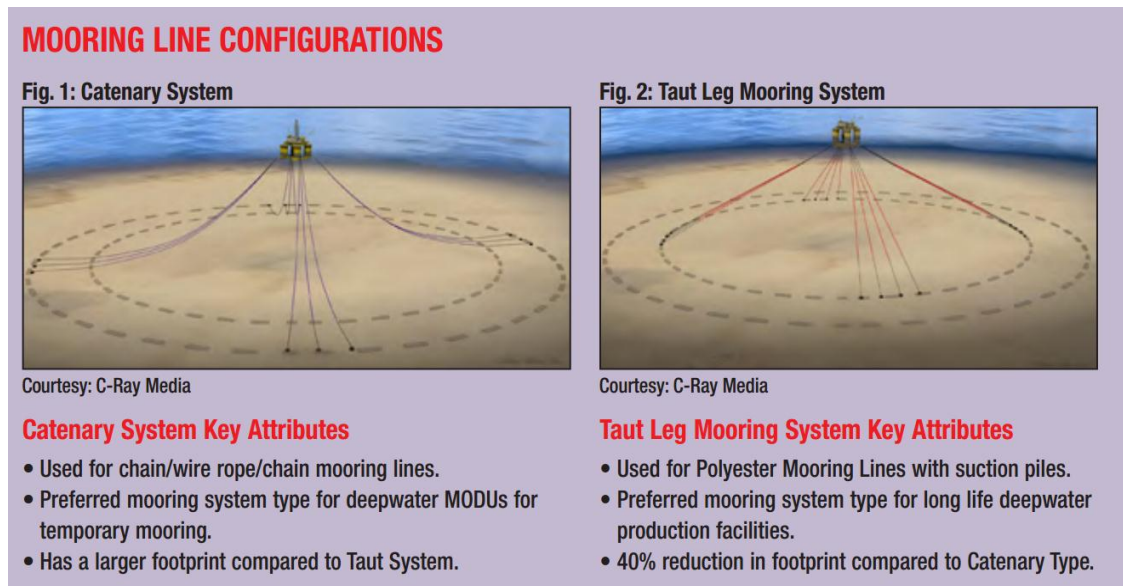 MOORING LINE CONFIGURATIONS
Fig. 1: Catenary System
Courtesy: C-Ray Media
Catenary System Key Attributes
• Used for chain/wire rope/chain mooring lines.
• Preferred mooring system type for deepwater MODUs for
temporary mooring.
• Has a larger footprint compared to Taut System.
Fig. 2: Taut Leg Mooring System
Courtesy: C-Ray Media
Taut Leg Mooring System Key Attributes
• Used for Polyester Mooring Lines with suction piles.
• Preferred mooring system type for long life deepwater
production facilities.
• 40% reduction in footprint compared to Catenary Type.